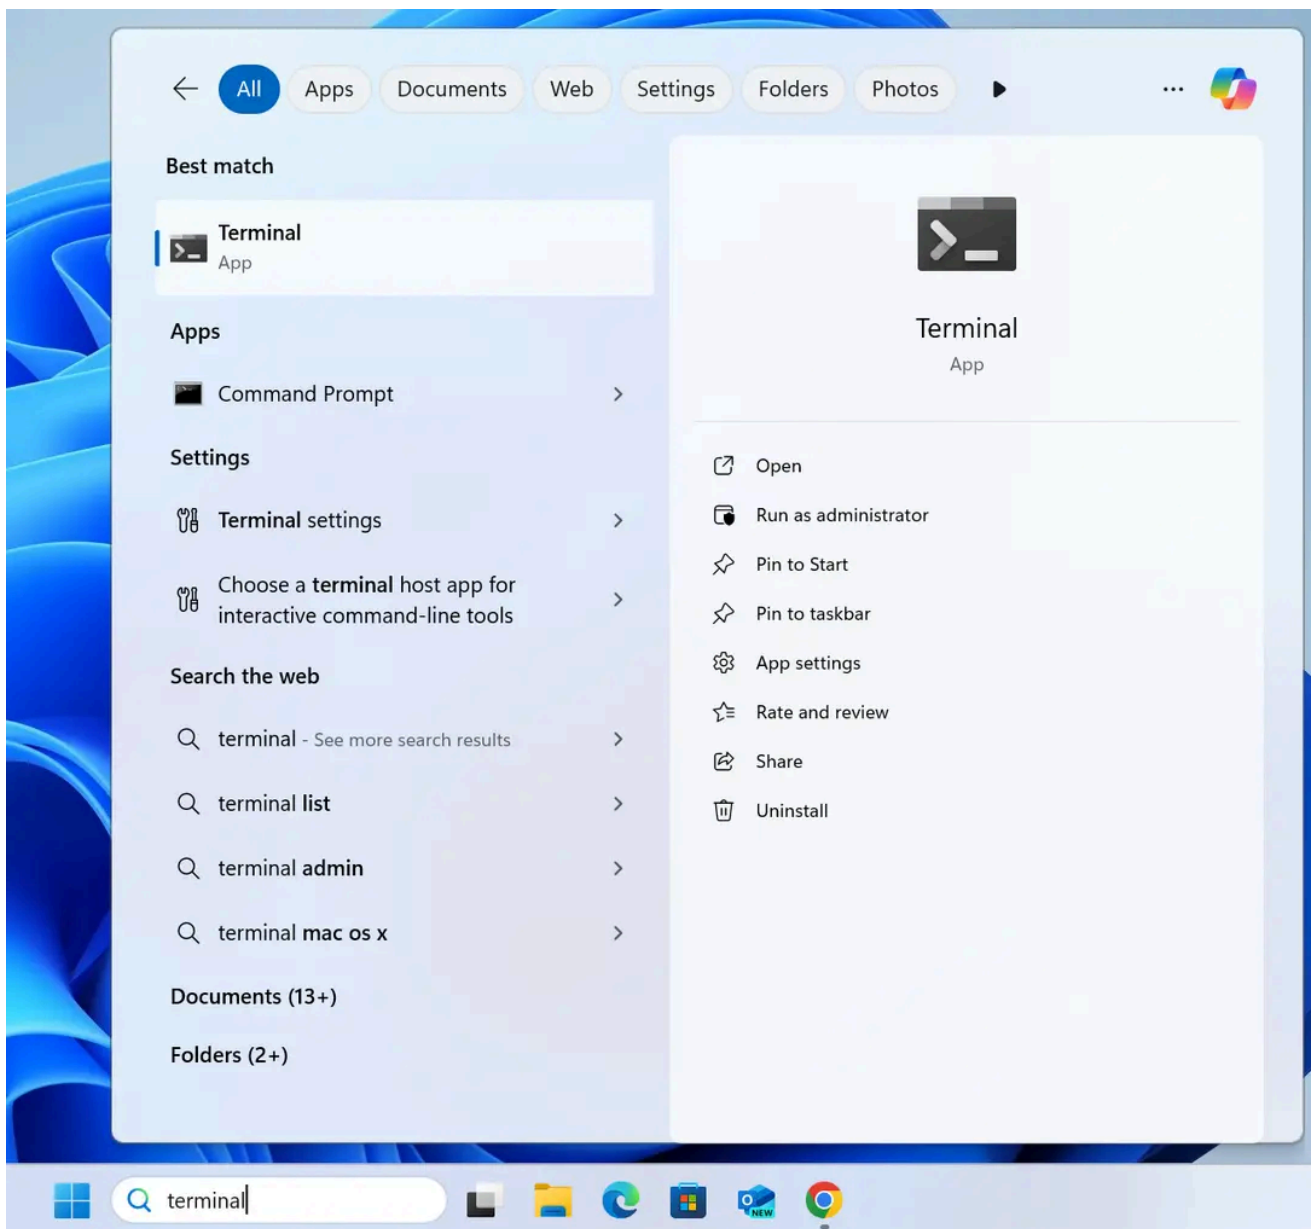 All
Apps
Documents
Web
Settings
Folders
Photos
Best match
Terminal
App
Apps
Command Prompt
Settings
Terminal settings
Choose a terminal host app for
interactive command-line tools
Search the web
terminal - See more search results
terminal list
terminal admin
terminal mac os x
Documents (13+)
Folders (2+)
Terminal
App
Open
Run as administrator
Pin to Start
Pin to taskbar
App settings
Rate and review
Share
Uninstall
terminal
NEW